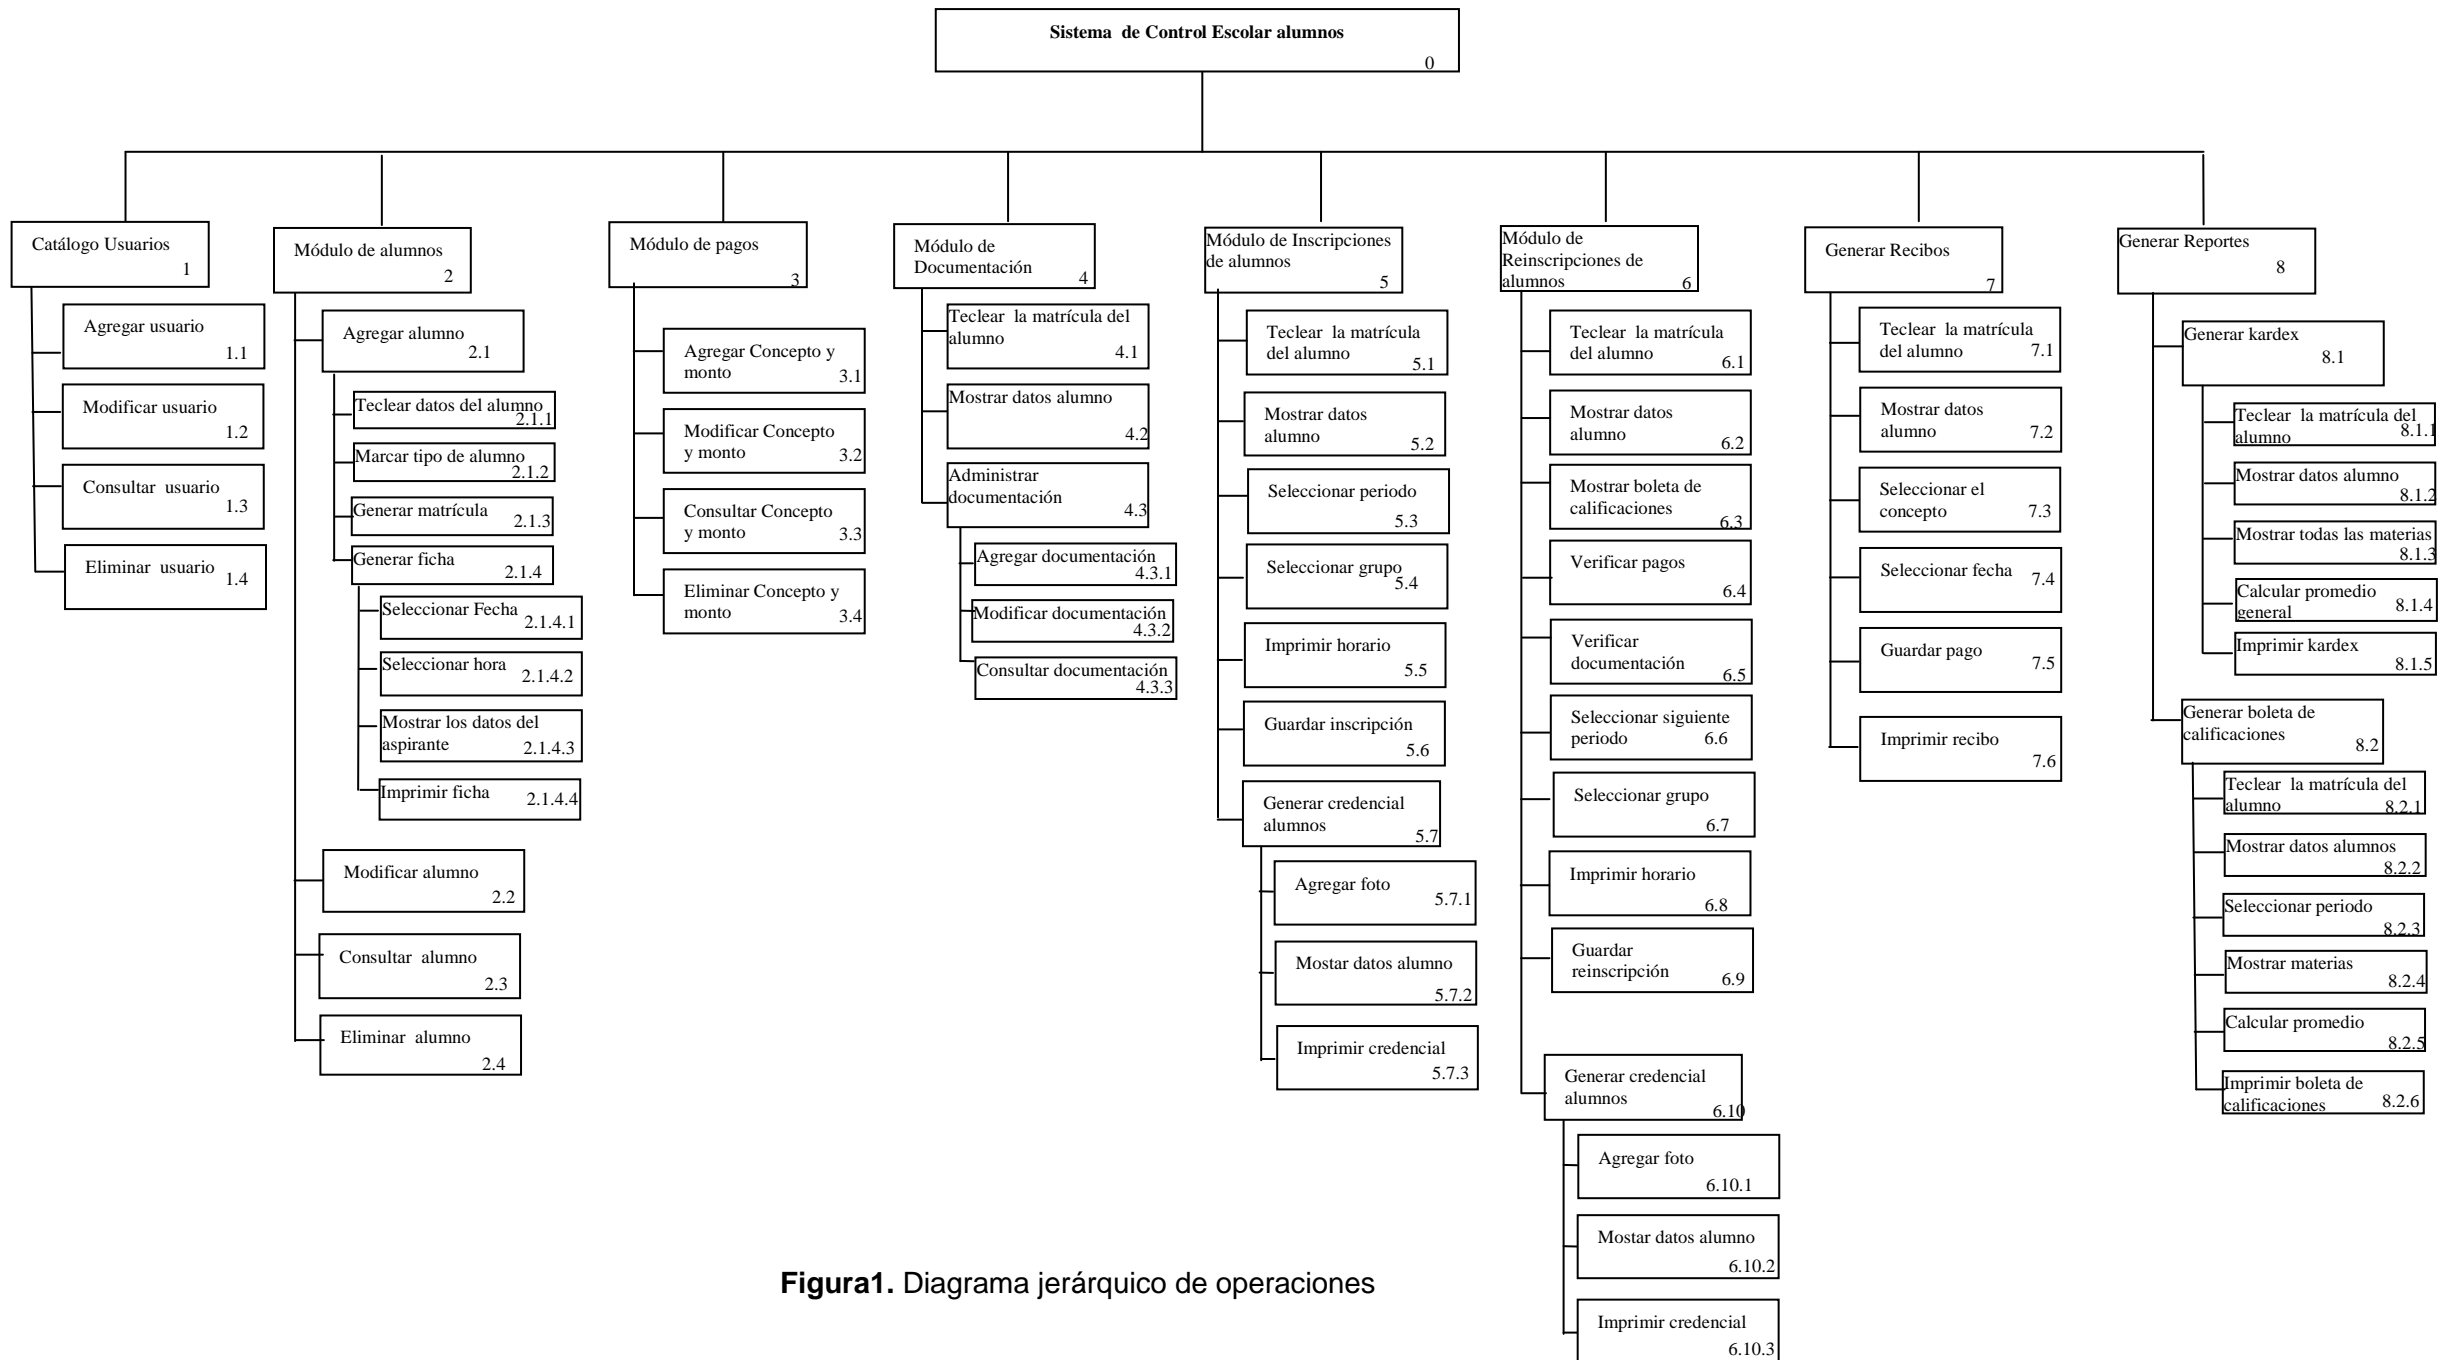 Sistema de Control Escolar alumnos
0
Catálogo Usuarios
1
Agregar usuario
1.1
Modificar usuario
1.2
Consultar usuario
1.3
Eliminar usuario
1.4
Módulo de alumnos
2
Agregar alumno
2.1
Teclear datos del alumno
2.1.1
Marcar tipo de alumno
2.1.2
Generar matrícula
2.1.3
Generar ficha
2.1.4
Seleccionar Fecha
2.1.4.1
Seleccionar hora
2.1.4.2
Mostrar los datos del
aspirante
2.1.4.3
Imprimir ficha
2.1.4.4
Modificar alumno
2.2
Consultar alumno
2.3
Eliminar alumno
2.4
Módulo de pagos
3
Agregar Concepto y
monto
3.1
Modificar Concepto
y monto
3.2
Consultar Concepto
y monto
3.3
Eliminar Concepto y
monto
3.4
Módulo de
Documentación
4
Teclear la matrícula del
alumno
4.1
Mostrar datos alumno
4.2
Administrar
documentación
4.3
Agregar documentación
4.3.1
Modificar documentación
4.3.2
Consultar documentación
4.3.3
Módulo de Inscripciones
de alumnos
5
Teclear la matrícula
del alumno
5.1
Mostrar datos
alumno
5.2
Seleccionar periodo
5.3
Seleccionar grupo
5.4
Imprimir horario
5.5
Guardar inscripción
5.6
Generar credencial
alumnos
5.7
Agregar foto
5.7.1
Mostar datos alumno
5.7.2
Imprimir credencial
5.7.3
Módulo de
Reinscripciones de
alumnos
6
Teclear la matrícula
del alumno
6.1
Mostrar datos
alumno
6.2
Mostrar boleta de
calificaciones
6.3
Verificar pagos
6.4
Verificar
documentación
6.5
Seleccionar siguiente
periodo
6.6
Seleccionar grupo
6.7
Imprimir horario
6.8
Guardar
reinscripción
6.9
Generar credencial
alumnos
6.10
Agregar foto
6.10.1
Mostar datos alumno
6.10.2
Imprimir credencial
6.10.3
Generar Recibos
7
Teclear la matrícula
del alumno
7.1
Mostrar datos
alumno
7.2
Seleccionar el
concepto
7.3
Seleccionar fecha
7.4
Guardar pago
7.5
Imprimir recibo
7.6
Generar Reportes
8
Generar kardex
8.1
Teclear la matrícula del
alumno
8.1.1
Mostrar datos alumno
8.1.2
Mostrar todas las materias
8.1.3
Calcular promedio
general
8.1.4
Imprimir kardex
8.1.5
Generar boleta de
calificaciones
8.2
Teclear la matrícula del
alumno
8.2.1
Mostrar datos alumnos
8.2.2
Seleccionar periodo
8.2.3
Mostrar materias
8.2.4
Calcular promedio
8.2.5
Imprimir boleta de
calificaciones
8.2.6
Figura1. Diagrama jerárquico de operaciones